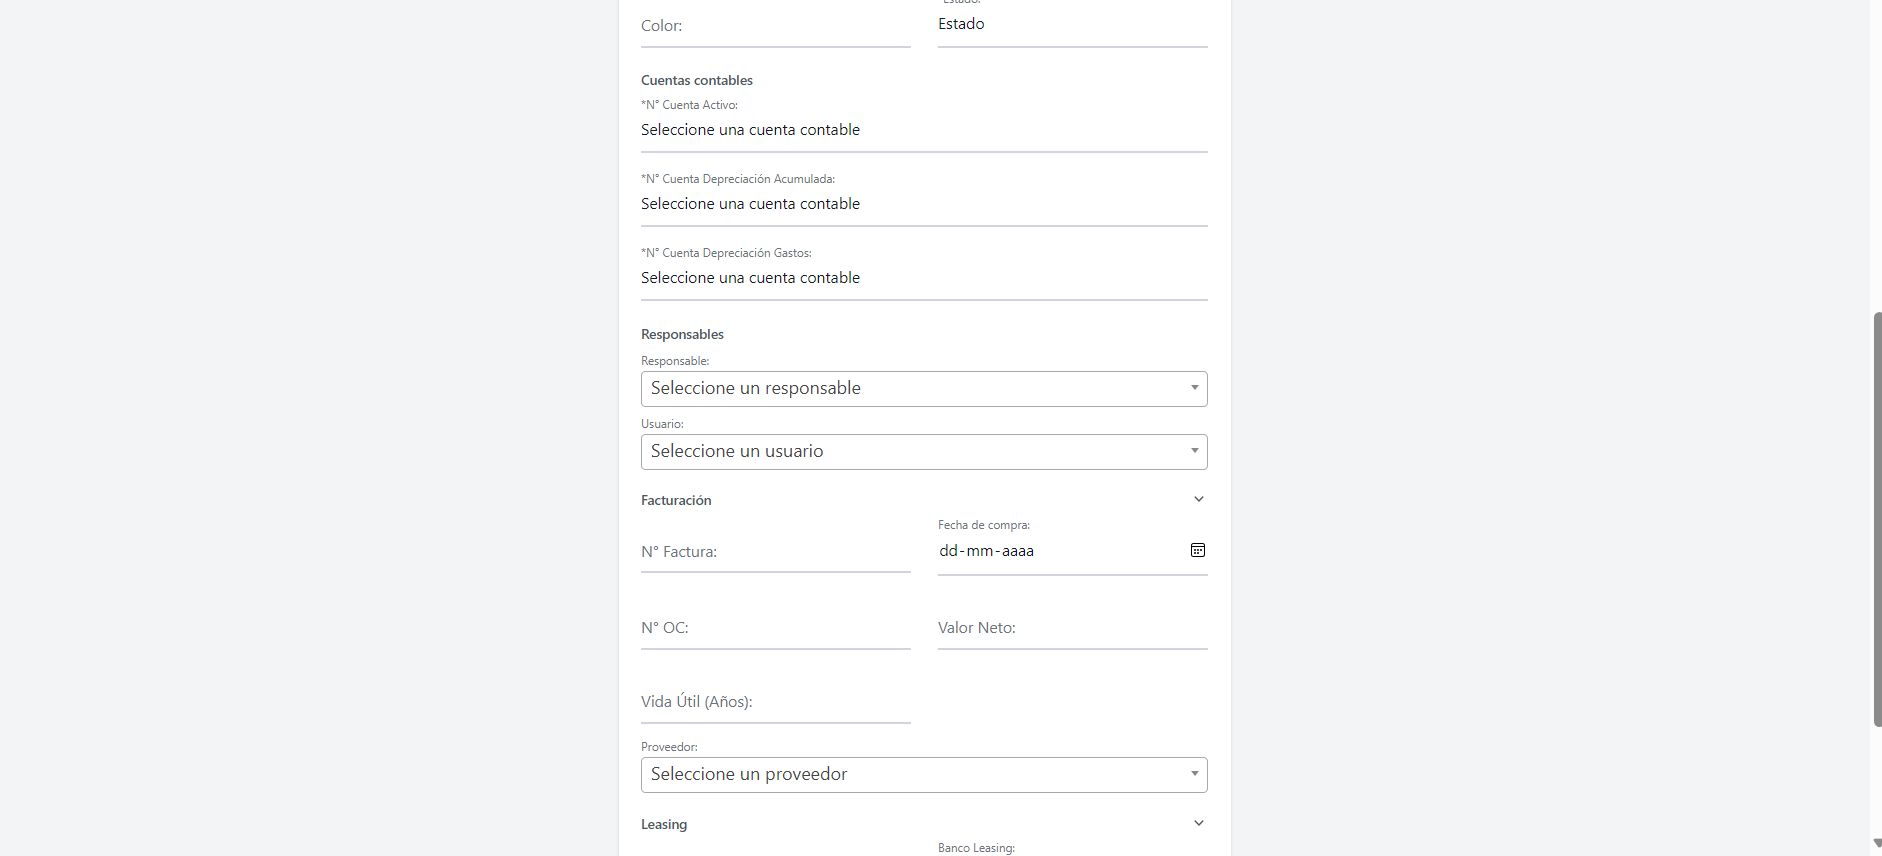 *Estado:
Color:
Estado
Cuentas contables
*N° Cuenta Activo:
Seleccione una cuenta contable
*N° Cuenta Depreciación Acumulada:
Seleccione una cuenta contable
*N° Cuenta Depreciación Gastos:
Seleccione una cuenta contable
Responsables
Responsable:
Seleccione un responsable
Usuario:
Seleccione un usuario
Facturación
Fecha de compra:
N° Factura:
dd-mm-aaaa
N° OC:
Valor Neto:
Vida Útil (Años):
Proveedor:
Seleccione un proveedor
Leasing
Banco Leasing: